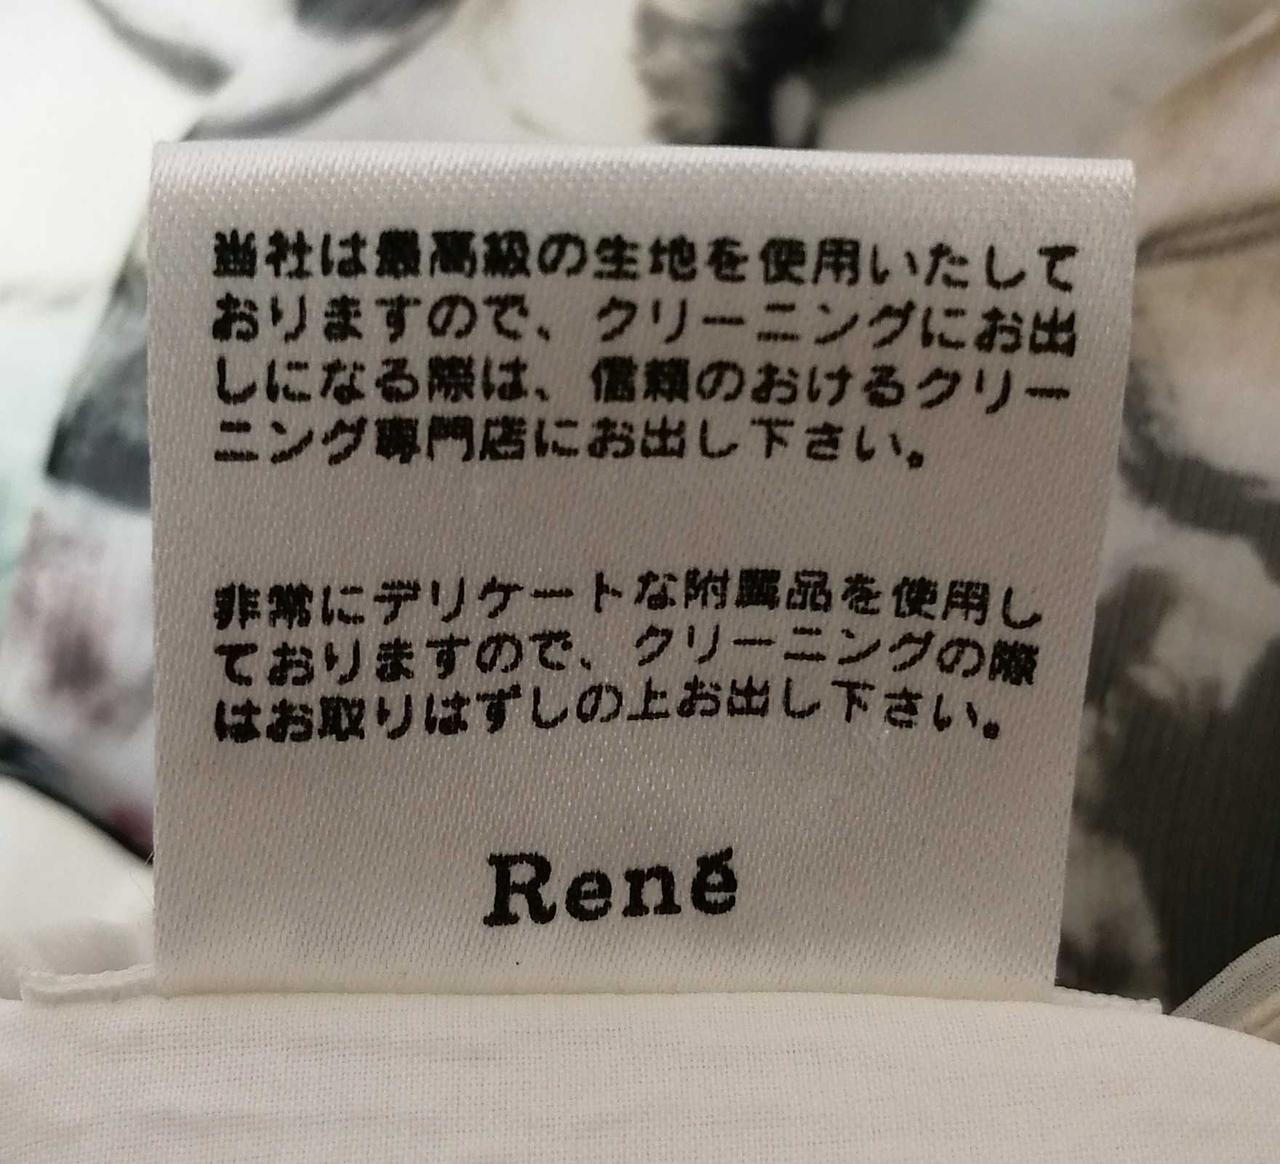 当社は最高級の生地を使用いたして
おりますので、クリーニングにお出
しになる際は、信頼のおけるクリー
ニング専門店にお出し下さい。
非常にデリケートな附属品を使用し
ておりますので、クリーニングの際
はお取りはずしの上お出し下さい。
René